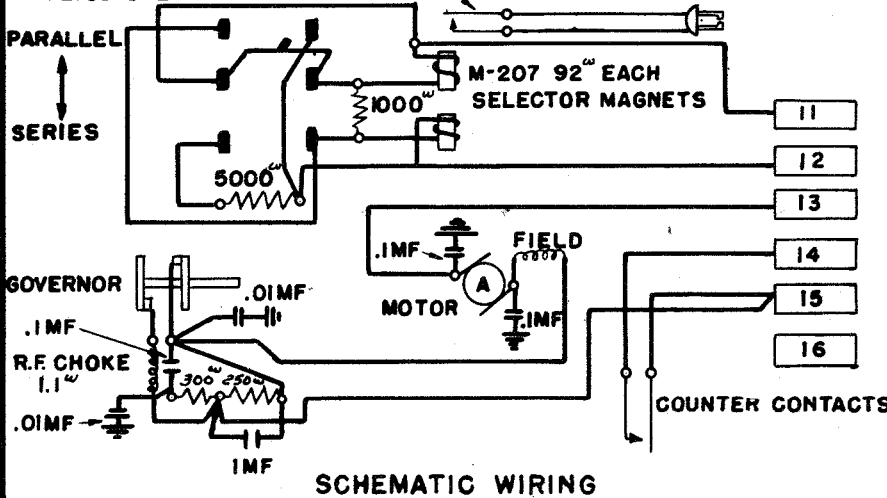 PARALLEL
SERIES
1000ω
5000ω
M-207 92ω EACH
SELECTOR MAGNETS
11
12
13
14
15
16
.1MF
FIELD
A
MOTOR
.1MF
GOVERNOR
.01MF
.1MF
R.F. CHOKE
1.1ω
300ω 250ω
.01MF
1MF
COUNTER CONTACTS
SCHEMATIC WIRING